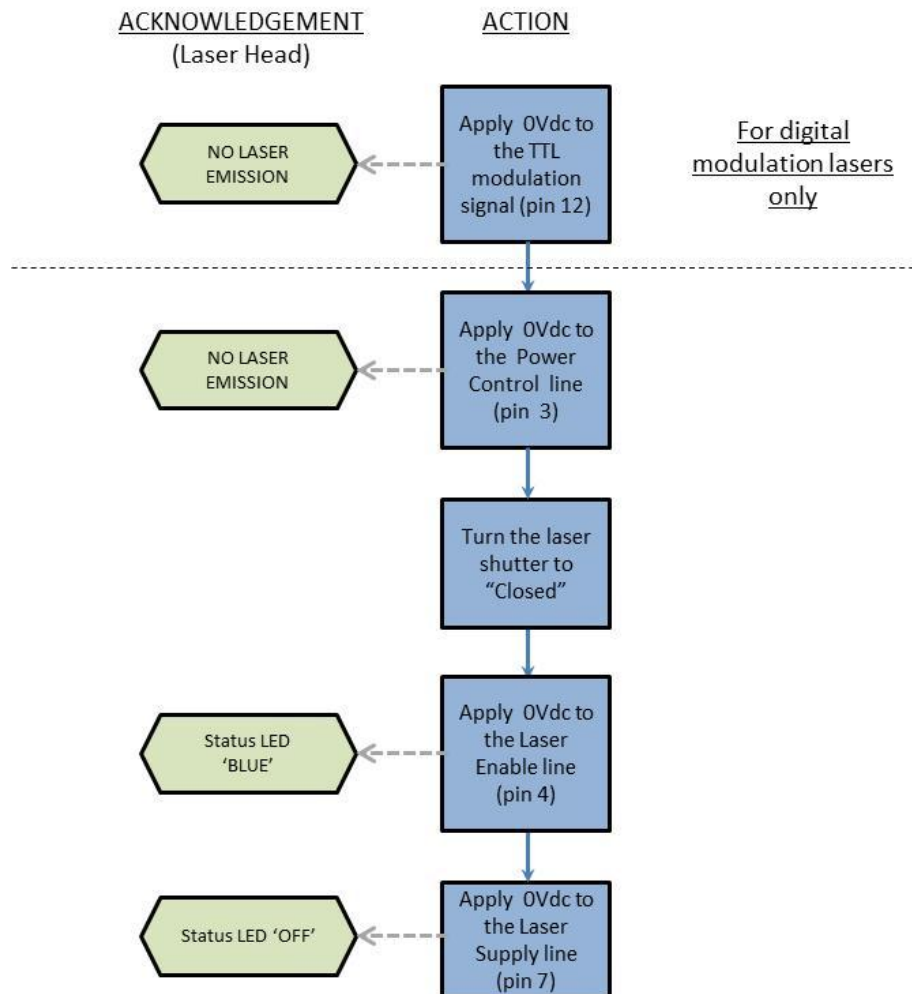 ACKNOWLEDGEMENT
(Laser Head)
ACTION
NO LASER
EMISSION
Apply 0Vdc to
the TTL
modulation
signal (pin 12)
For digital
modulation lasers
only
NO LASER
EMISSION
Apply 0Vdc to
the Power
Control line
(pin 3)
Turn the laser
shutter to
“Closed”
Status LED
‘BLUE’
Apply 0Vdc to
the Laser
Enable line
(pin 4)
Status LED ‘OFF’
Apply 0Vdc to
the Laser
Supply line
(pin 7)